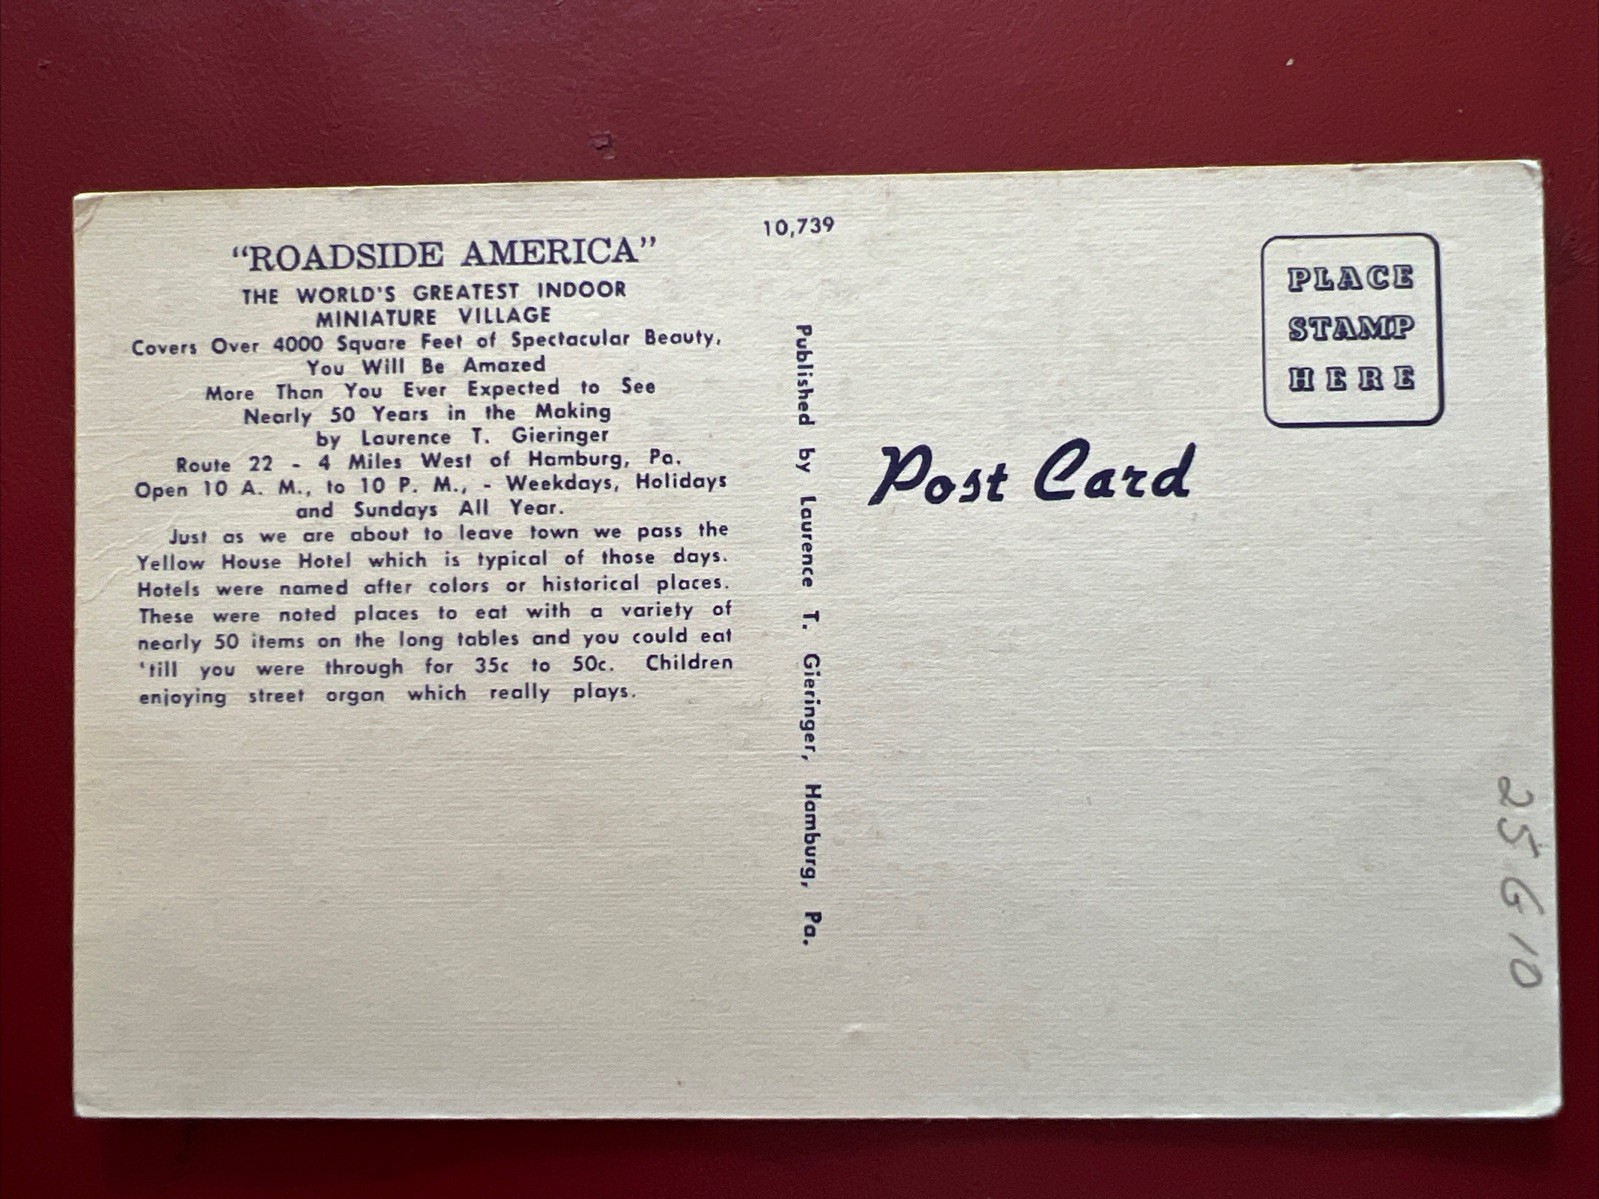 10,739
"ROADSIDE AMERICA"
THE WORLD'S GREATEST INDOOR
MINIATURE VILLAGE
Covers Over 4000 Square Feet of Spectacular Beauty,
You Will Be Amazed
More Than You Ever Expected to See
Nearly 50 Years in the Making
by Laurence T. Gieringer
Route 22 - 4 Miles West of Hamburg, Pa.
Open 10 A. M., to 10 P. M., - Weekdays, Holidays
and Sundays All Year.
Just as we are about to leave town we pass the
Yellow House Hotel which is typical of those days.
Hotels were named after colors or historical places.
These were noted places to eat with a variety of
nearly 50 items on the long tables and you could eat
'till you were through for 35c to 50c. Children
enjoying street organ which really plays.
Published by Laurence T. Gieringer, Hamburg, Pa.
Post Card
PLACE
STAMP
HERE
25 G 10